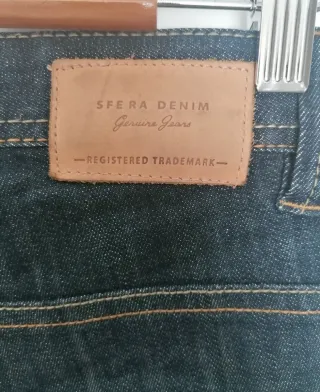 SFERA DENIM
Genuine Jeans
REGISTERED TRADEMARK